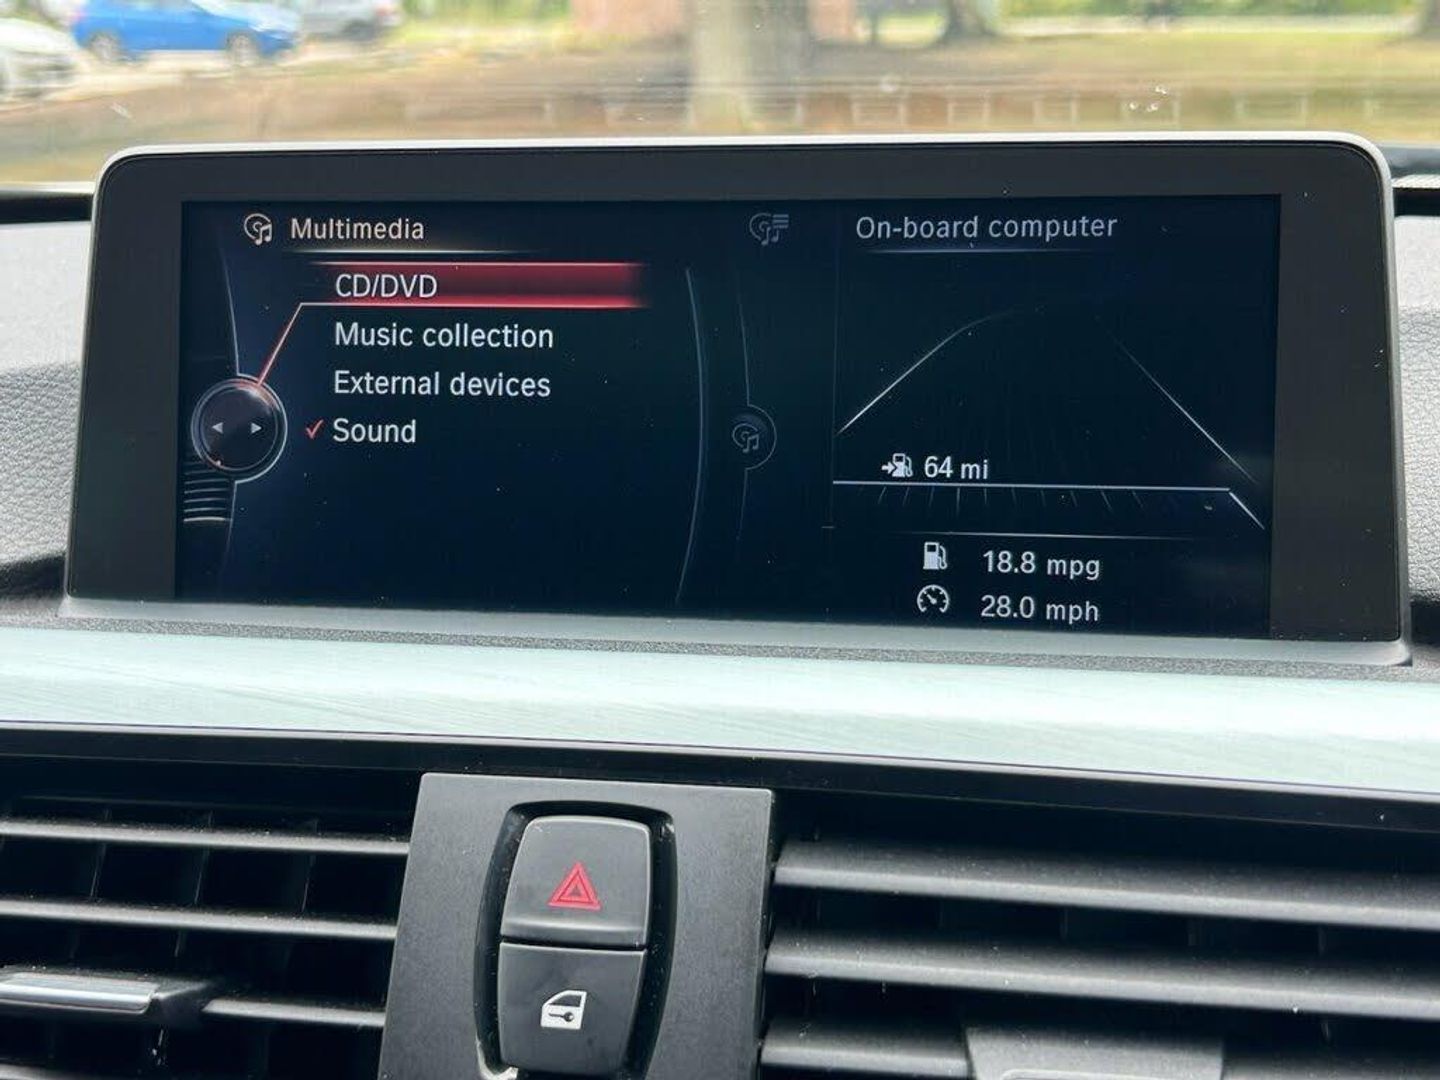 Multimedia
CD/DVD
Music collection
External devices
✓ Sound
On-board computer
64 mi
18.8 mpg
28.0 mph